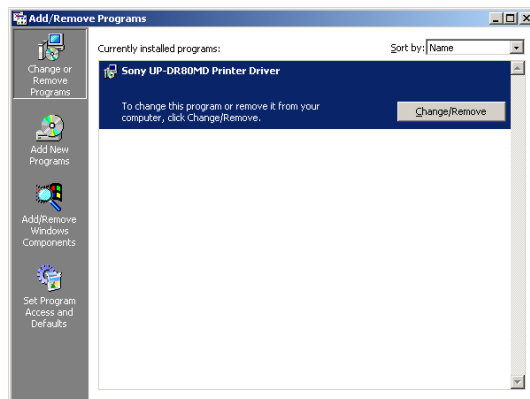 Add/Remove Programs
Change or
Remove
Programs
Add New
Programs
Add/Remove
Windows
Components
Set Program
Access and
Defaults
Currently installed programs:
Sort by: Name
Sony UP-DR80MD Printer Driver
To change this program or remove it from your
computer, click Change/Remove.
Change/Remove